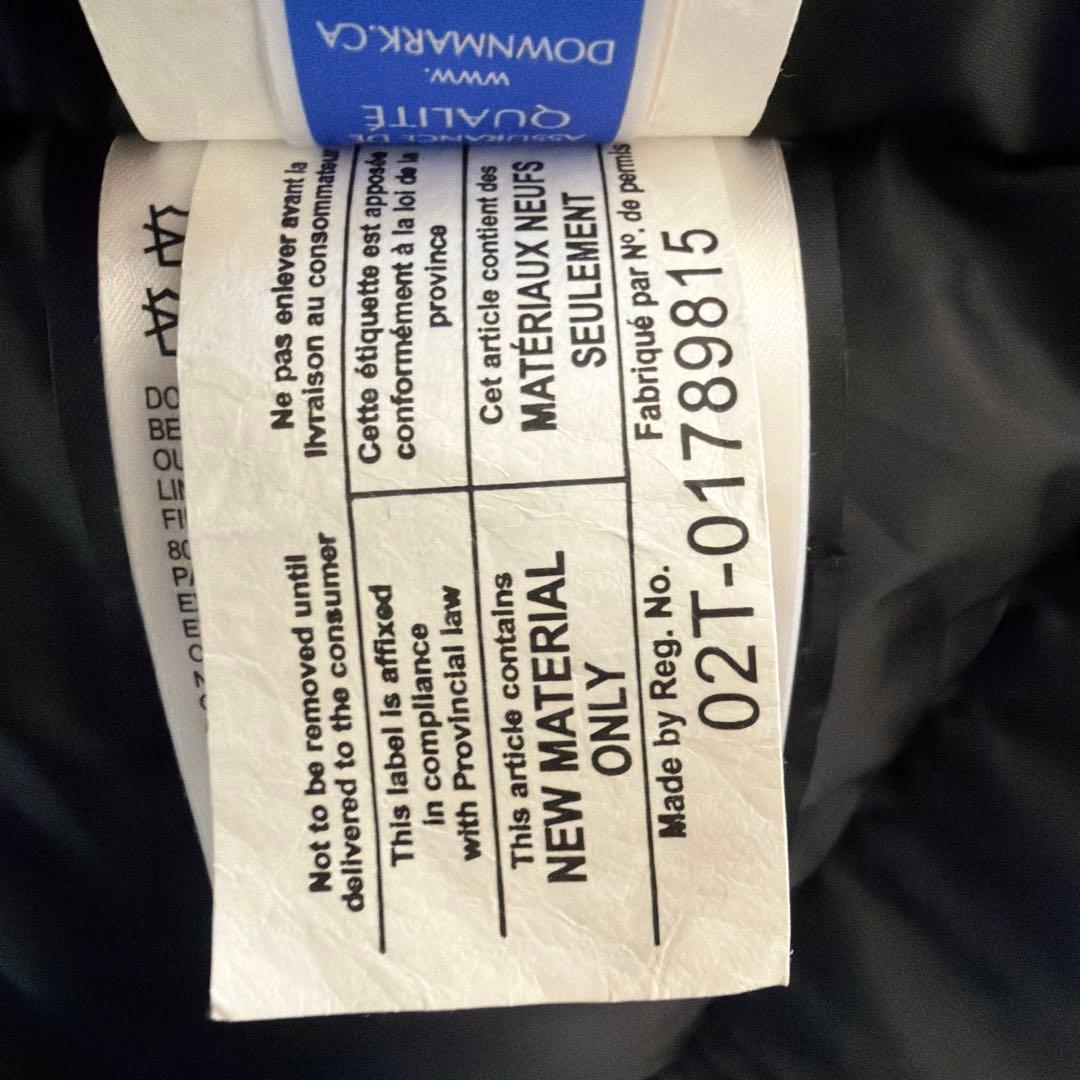 ASSURANCE DE
QUALITÉ
www.
DOWNMARK.CA
Not to be removed until
delivered to the consumer
Ne pas enlever avant la
livraison au consommateur
This label is affixed
in compliance
with Provincial law
Cette étiquette est apposée
conformément à la loi de la
province
This article contains
NEW MATERIAL
ONLY
Cet article contient des
MATÉRIAUX NEUFS
SEULEMENT
Made by Reg. No.
Fabriqué par Nº. de permis
02T-01789815